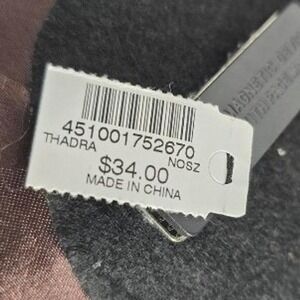 451001752670
THADRA NOSZ
$34.00
MADE IN CHINA